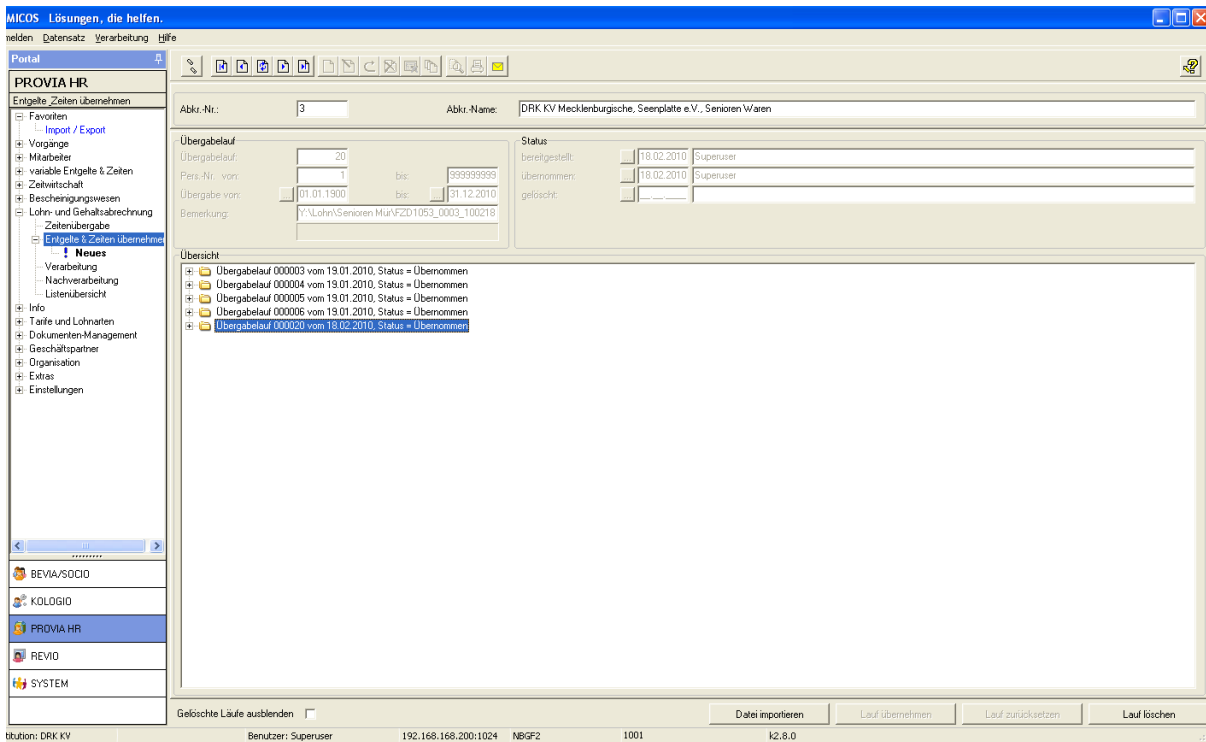 MICOS Lösungen, die helfen.
nelden Datensatz Verarbeitung Hilfe
Portal
PROVIA HR
Entgelte_Zeiten übernehmen
Favoriten
Import / Export
Vorgänge
Mitarbeiter
variable Entgelte & Zeiten
Zeitwirtschaft
Bescheinigungswesen
Lohn- und Gehaltsabrechnung
Zeitenübergabe
Entgelte & Zeiten übernehmen
! Neues
Verarbeitung
Nachverarbeitung
Listenübersicht
Info
Tarife und Lohnarten
Dokumenten-Management
Geschäftspartner
Organisation
Extras
Einstellungen
BEVIA/SOCIO
KOLOGIO
PROVIA HR
REVIO
SYSTEM
Abkr.-Nr.: 3 Abkr.-Name: DRK KV Mecklenburgische, Seenplatte e.V., Senioren Waren
Übergabelauf
Übergabelauf: 20
Pers.-Nr. von: 1 bis: 999999999
Übergabe von: ... 01.01.1900 bis: ... 31.12.2010
Bemerkung: Y:\Lohn\Senioren Mür\FZD1053_0003_100218
Status
bereitgestellt: ... 18.02.2010 Superuser
übernommen: ... 18.02.2010 Superuser
gelöscht: ... __.__.____
Übersicht
Übergabelauf 000003 vom 19.01.2010, Status = Übernommen
Übergabelauf 000004 vom 19.01.2010, Status = Übernommen
Übergabelauf 000005 vom 19.01.2010, Status = Übernommen
Übergabelauf 000006 vom 19.01.2010, Status = Übernommen
Übergabelauf 000020 vom 18.02.2010, Status = Übernommen
Gelöschte Läufe ausblenden
Datei importieren Lauf übernehmen Lauf zurücksetzen Lauf löschen
titution: DRK KV Benutzer: Superuser 192.168.168.200:1024 NBGF2 1001 k2.8.0